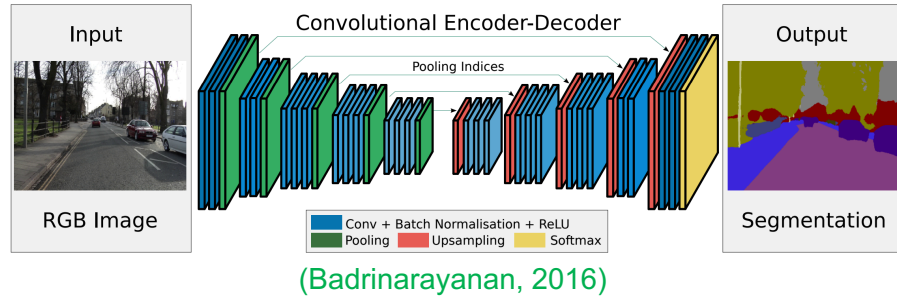 Input
Convolutional Encoder-Decoder
Output
Pooling Indices
RGB Image
Segmentation
Conv + Batch Normalisation + ReLU
Pooling Upsampling Softmax
(Badrinarayanan, 2016)